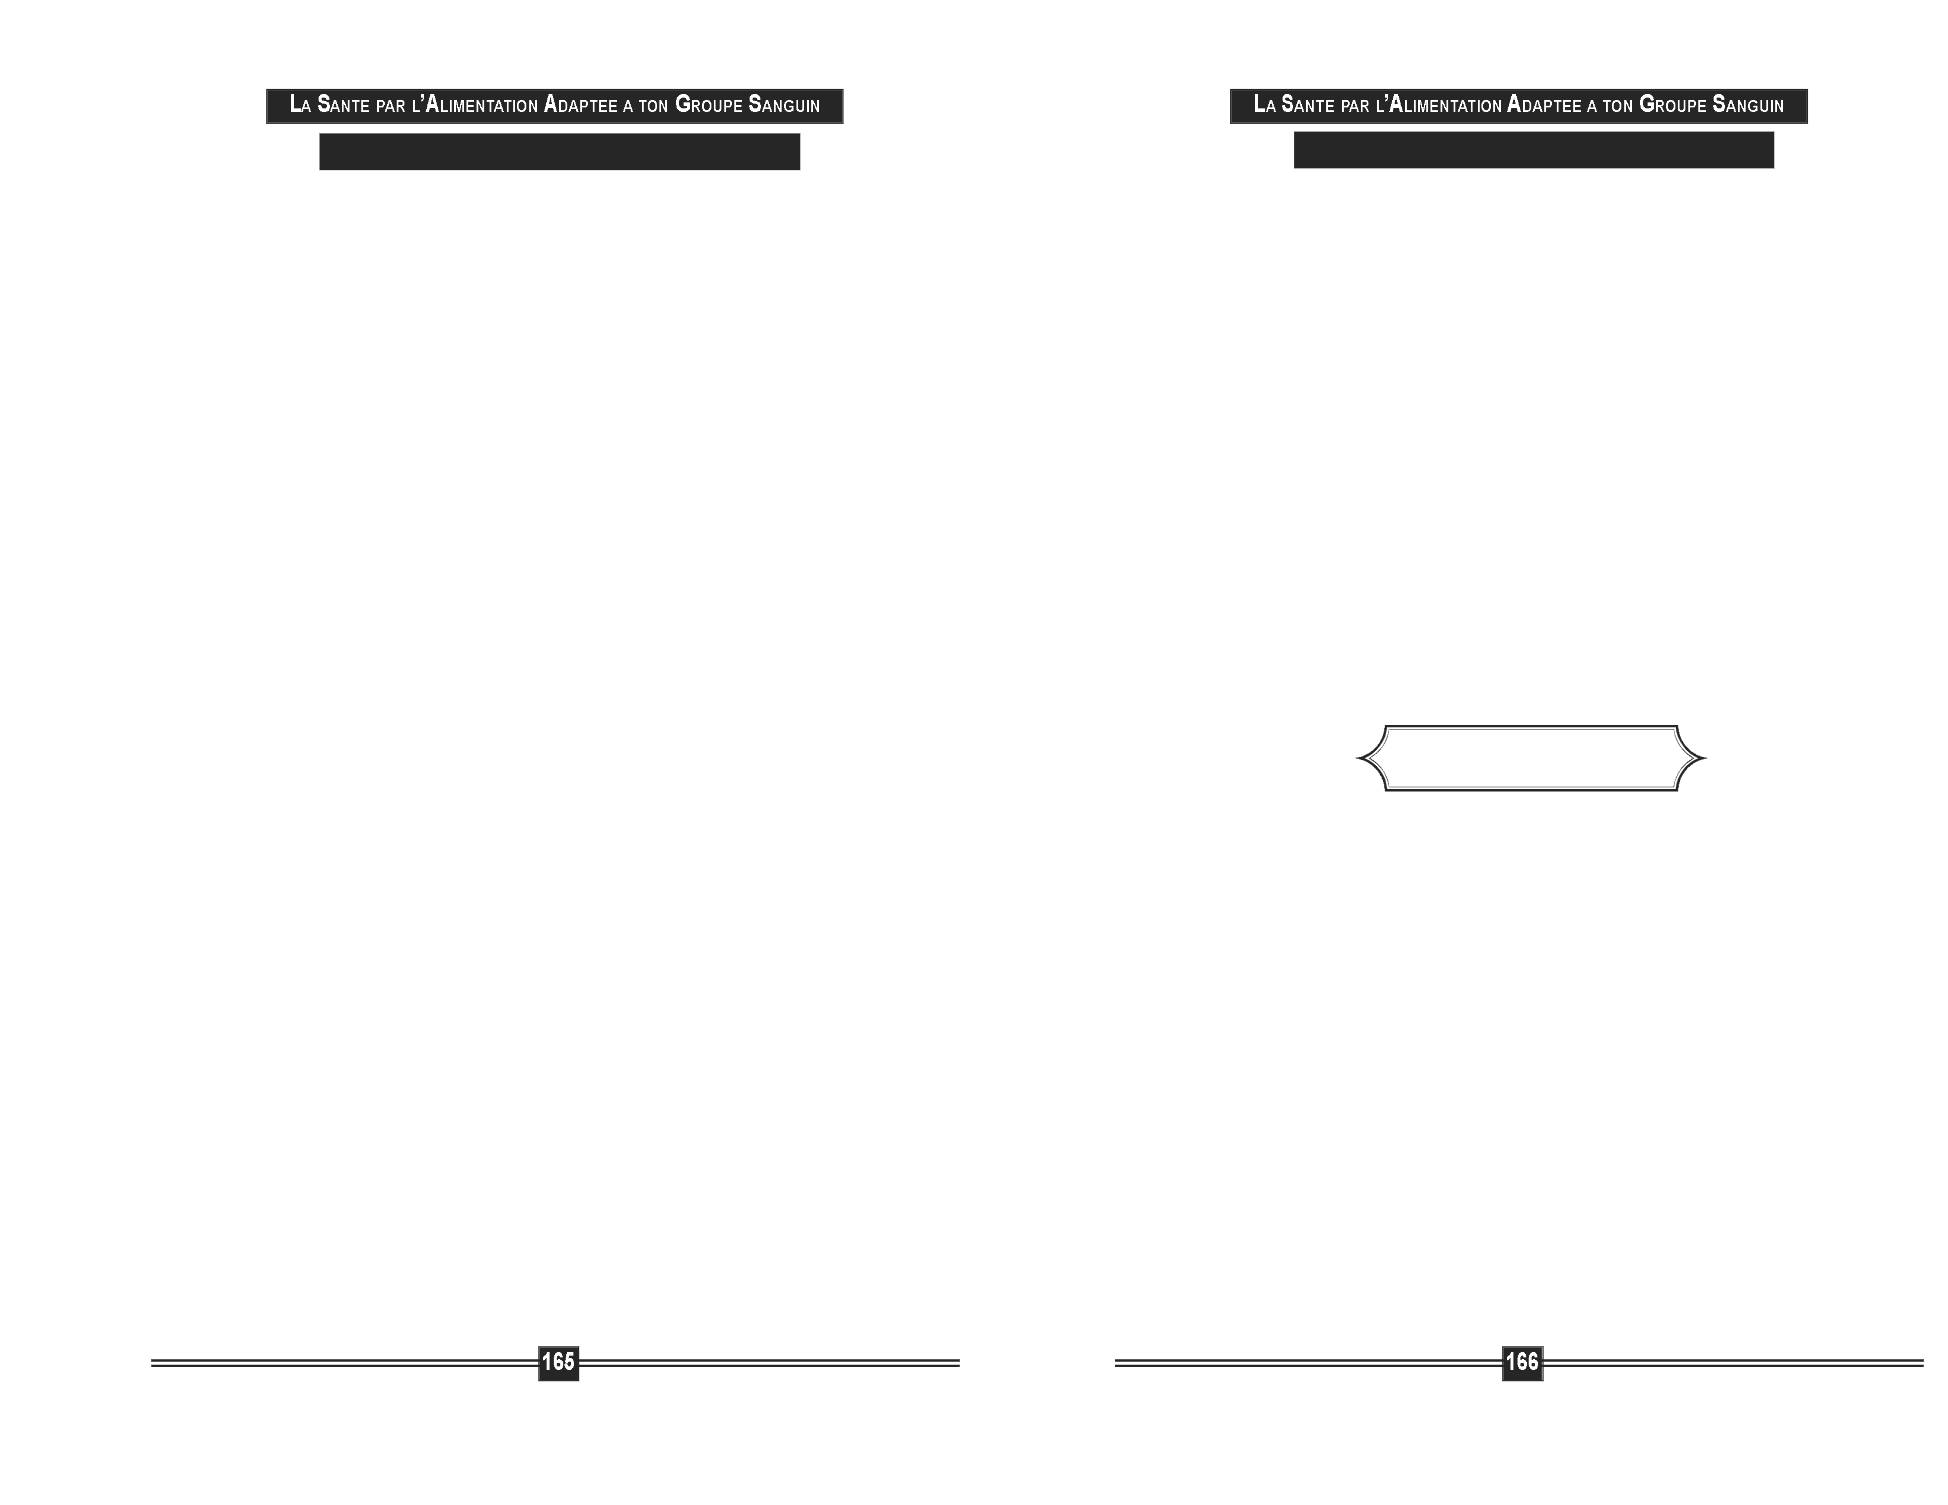 LA SANTE PAR L’ALIMENTATION ADAPTEE A TON GROUPE SANGUIN
165
LA SANTE PAR L’ALIMENTATION ADAPTEE A TON GROUPE SANGUIN
166